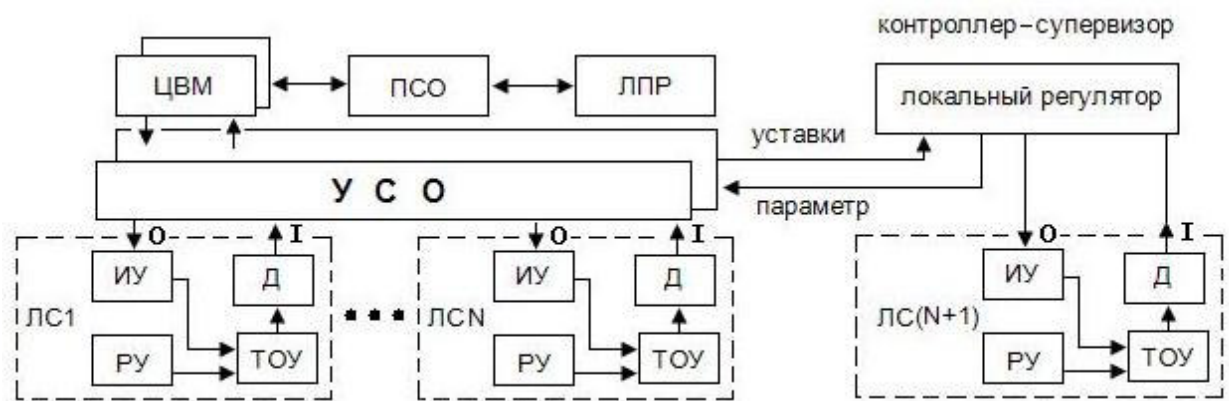 контроллер-супервизор
ЦВМ ПСО ЛПР локальный регулятор
уставки
У С О
параметр
О I О I О I
ИУ Д ИУ Д ИУ Д
ЛС1 ЛСN ЛС(N+1)
РУ ТОУ РУ ТОУ РУ ТОУ